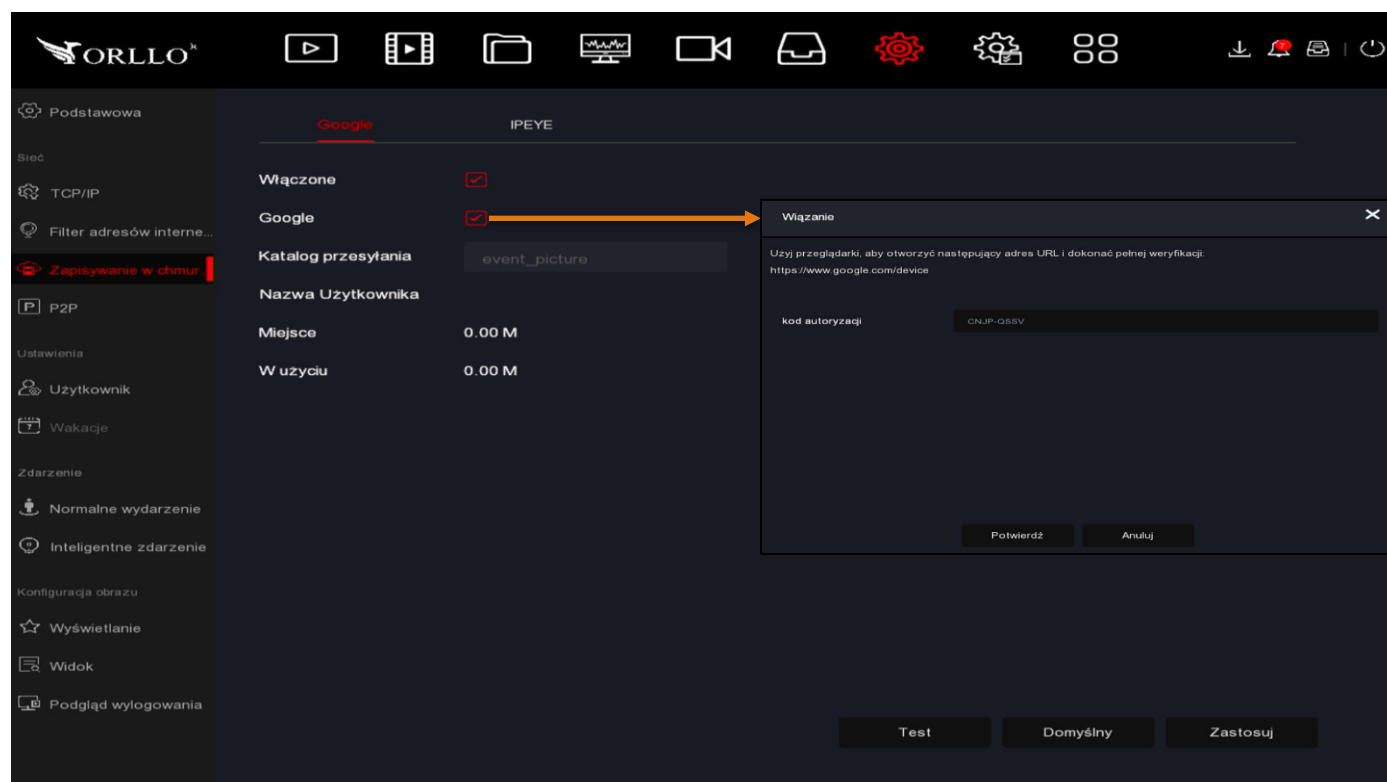 ORLLO
Podstawowa
Sieć
TCP/IP
Filter adresów interne...
Zapisywanie w chmur.
P2P
Ustawienia
Użytkownik
Wakacje
Zdarzenie
Normalne wydarzenie
Inteligentne zdarzenie
Konfiguracja obrazu
Wyświetlanie
Widok
Podgląd wylogowania
Google IPEYE
Włączone
Google
Katalog przesyłania event_picture
Nazwa Użytkownika
Miejsce 0.00 M
W użyciu 0.00 M
Wiązanie
Użyj przeglądarki, aby otworzyć następujący adres URL i dokonać pełnej weryfikacji:
https://www.google.com/device
kod autoryzacji CNJP-QSSV
Potwierdź Anuluj
Test Domyślny Zastosuj